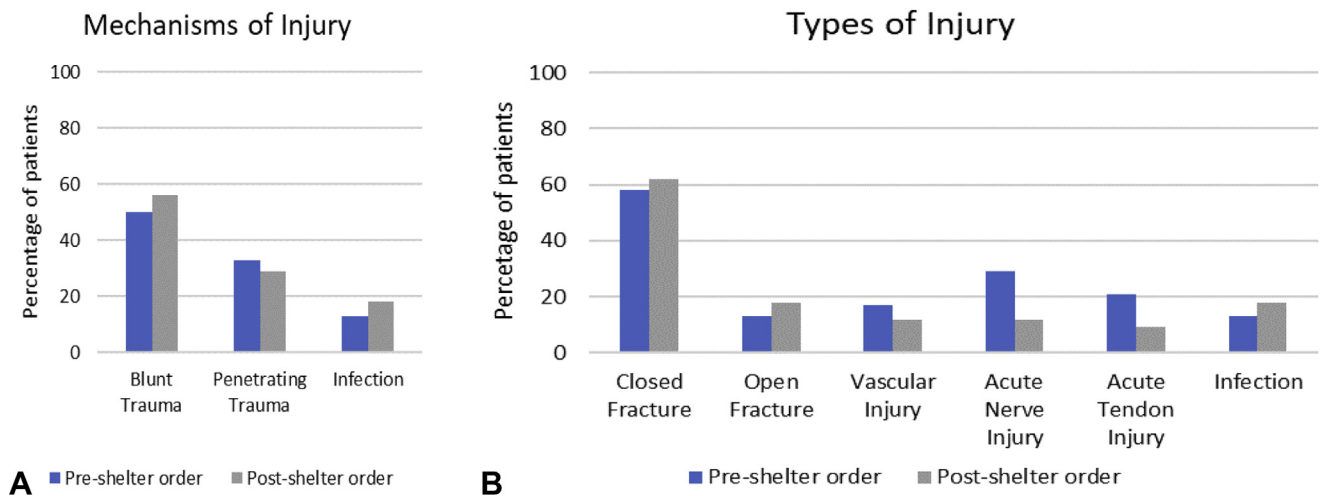 Mechanisms of Injury
Percentage of patients
100
80
60
40
20
0
Blunt
Trauma
Penetrating
Trauma
Infection
A
Pre-shelter order
Post-shelter order
Types of Injury
Percetage of patients
100
80
60
40
20
0
Closed
Fracture
Open
Fracture
Vascular
Injury
Acute
Nerve
Injury
Acute
Tendon
Injury
Infection
B
Pre-shelter order
Post-shelter order